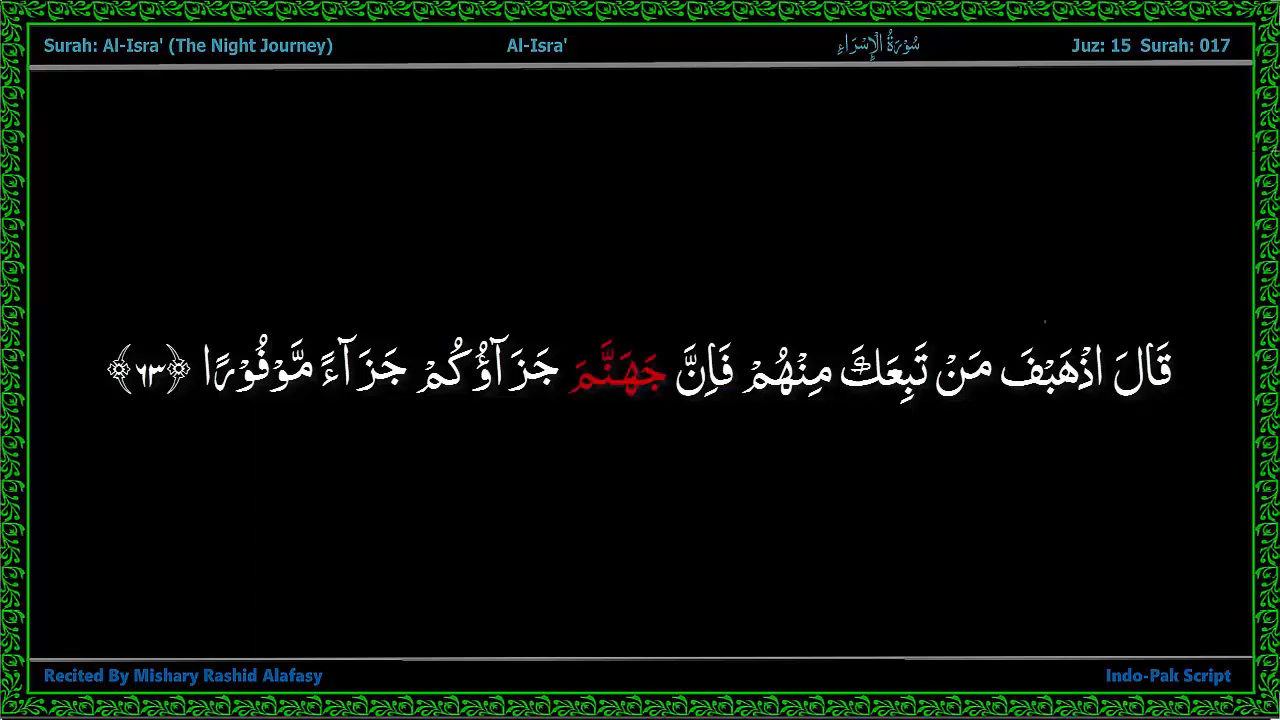 Surah: Al-Isra' (The Night Journey) Al-Isra' سُوْرَةُ الْإِسْرَاءِ Juz: 15 Surah: 017
قَالَ اذْهَبْ فَمَنْ تَبِعَكَ مِنْهُمْ فَاِنَّ جَهَنَّمَ جَزَآؤُكُمْ جَزَآءً مَّوْفُوْرًا ﴿٦٣﴾
Recited By Mishary Rashid Alafasy Indo-Pak Script